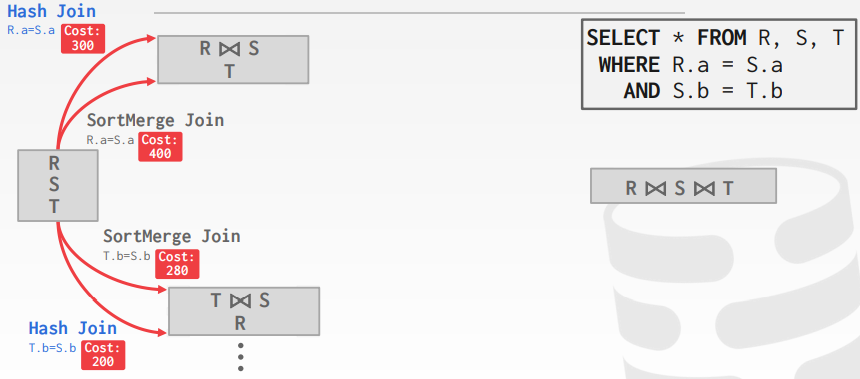 Hash Join
R.a=S.a
Cost:
300
R ⋈ S
T
SortMerge Join
R.a=S.a
Cost:
400
R
S
T
SortMerge Join
T.b=S.b
Cost:
280
T ⋈ S
R
Hash Join
T.b=S.b
Cost:
200
SELECT * FROM R, S, T
WHERE R.a = S.a
AND S.b = T.b
R ⋈ S ⋈ T